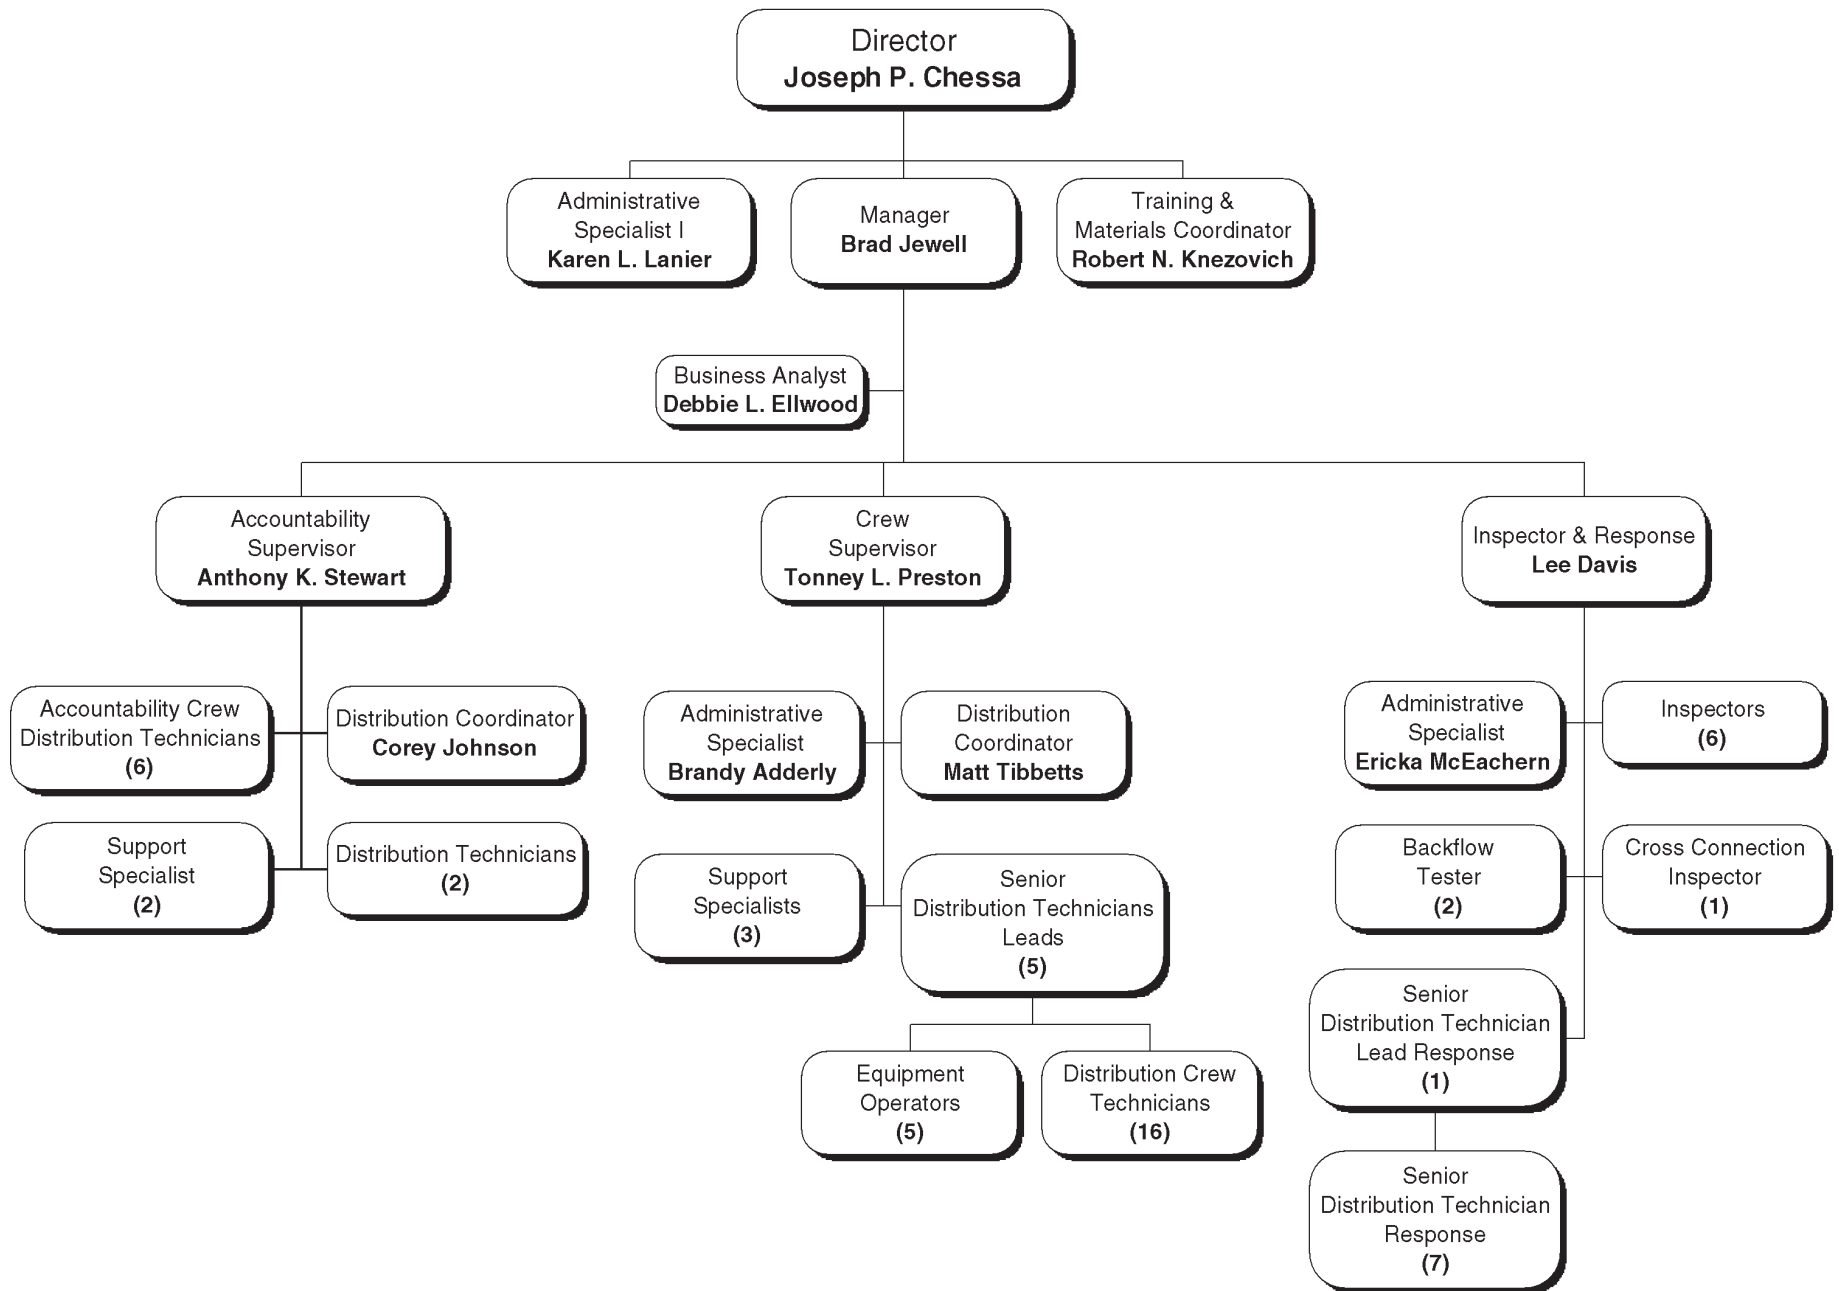 Director
Joseph P. Chessa
Administrative
Specialist I
Karen L. Lanier
Manager
Brad Jewell
Training &
Materials Coordinator
Robert N. Knezovich
Business Analyst
Debbie L. Ellwood
Accountability
Supervisor
Anthony K. Stewart
Crew
Supervisor
Tonney L. Preston
Inspector & Response
Lee Davis
Accountability Crew
Distribution Technicians
(6)
Distribution Coordinator
Corey Johnson
Support
Specialist
(2)
Distribution Technicians
(2)
Administrative
Specialist
Brandy Adderly
Distribution
Coordinator
Matt Tibbetts
Support
Specialists
(3)
Senior
Distribution Technicians
Leads
(5)
Equipment
Operators
(5)
Distribution Crew
Technicians
(16)
Administrative
Specialist
Ericka McEachern
Inspectors
(6)
Backflow
Tester
(2)
Cross Connection
Inspector
(1)
Senior
Distribution Technician
Lead Response
(1)
Senior
Distribution Technician
Response
(7)